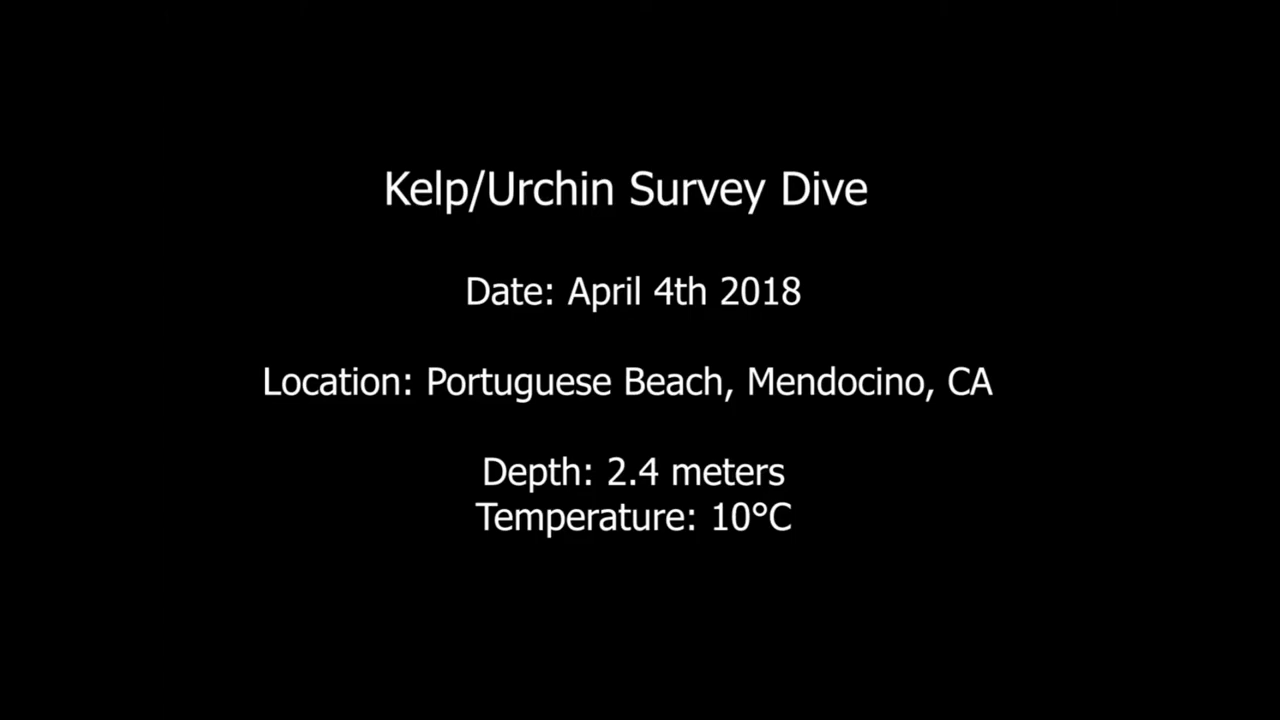 Kelp/Urchin Survey Dive
Date: April 4th 2018
Location: Portuguese Beach, Mendocino, CA
Depth: 2.4 meters
Temperature: 10°C